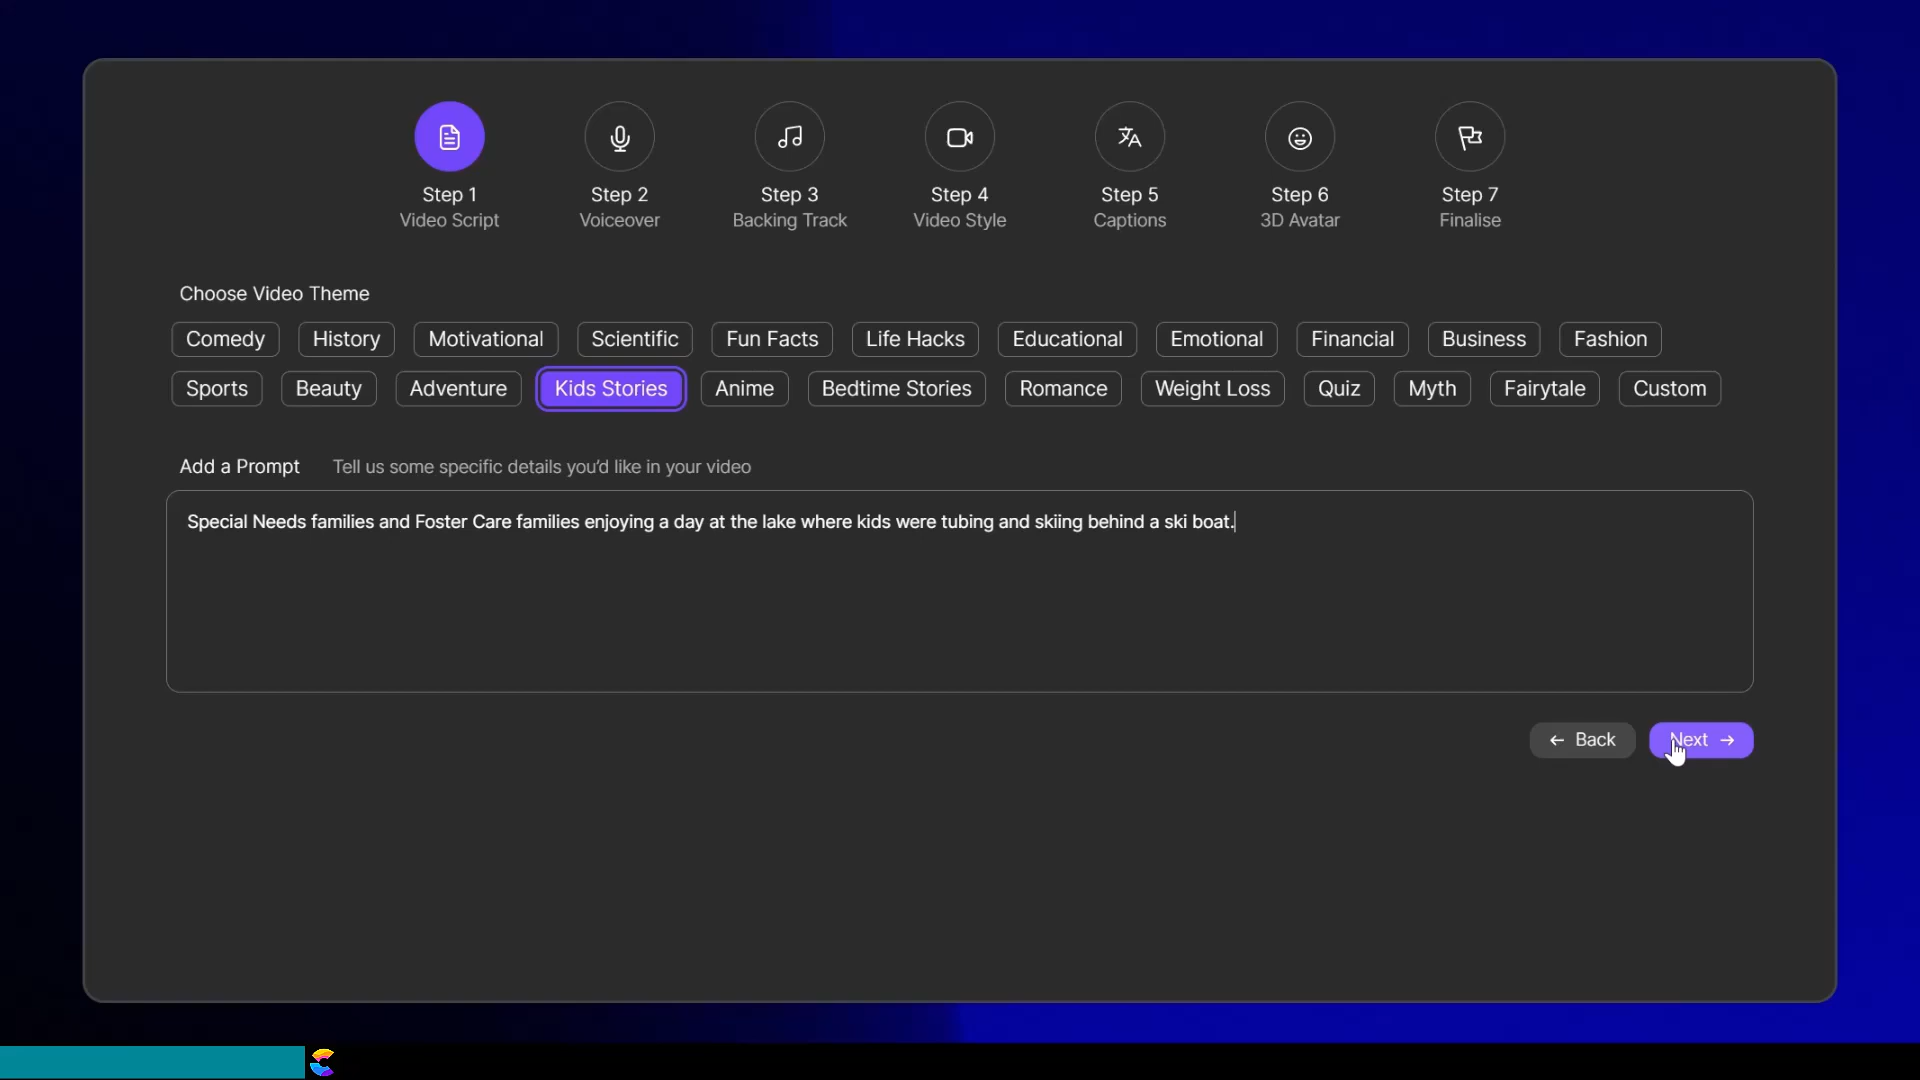 Step 1 Step 2 Step 3 Step 4 Step 5 Step 6 Step 7
Video Script Voiceover Backing Track Video Style Captions 3D Avatar Finalise
Choose Video Theme
Comedy History Motivational Scientific Fun Facts Life Hacks Educational Emotional Financial Business Fashion
Sports Beauty Adventure Kids Stories Anime Bedtime Stories Romance Weight Loss Quiz Myth Fairytale Custom
Add a Prompt Tell us some specific details you'd like in your video
Special Needs families and Foster Care families enjoying a day at the lake where kids were tubing and skiing behind a ski boat.
← Back Next →